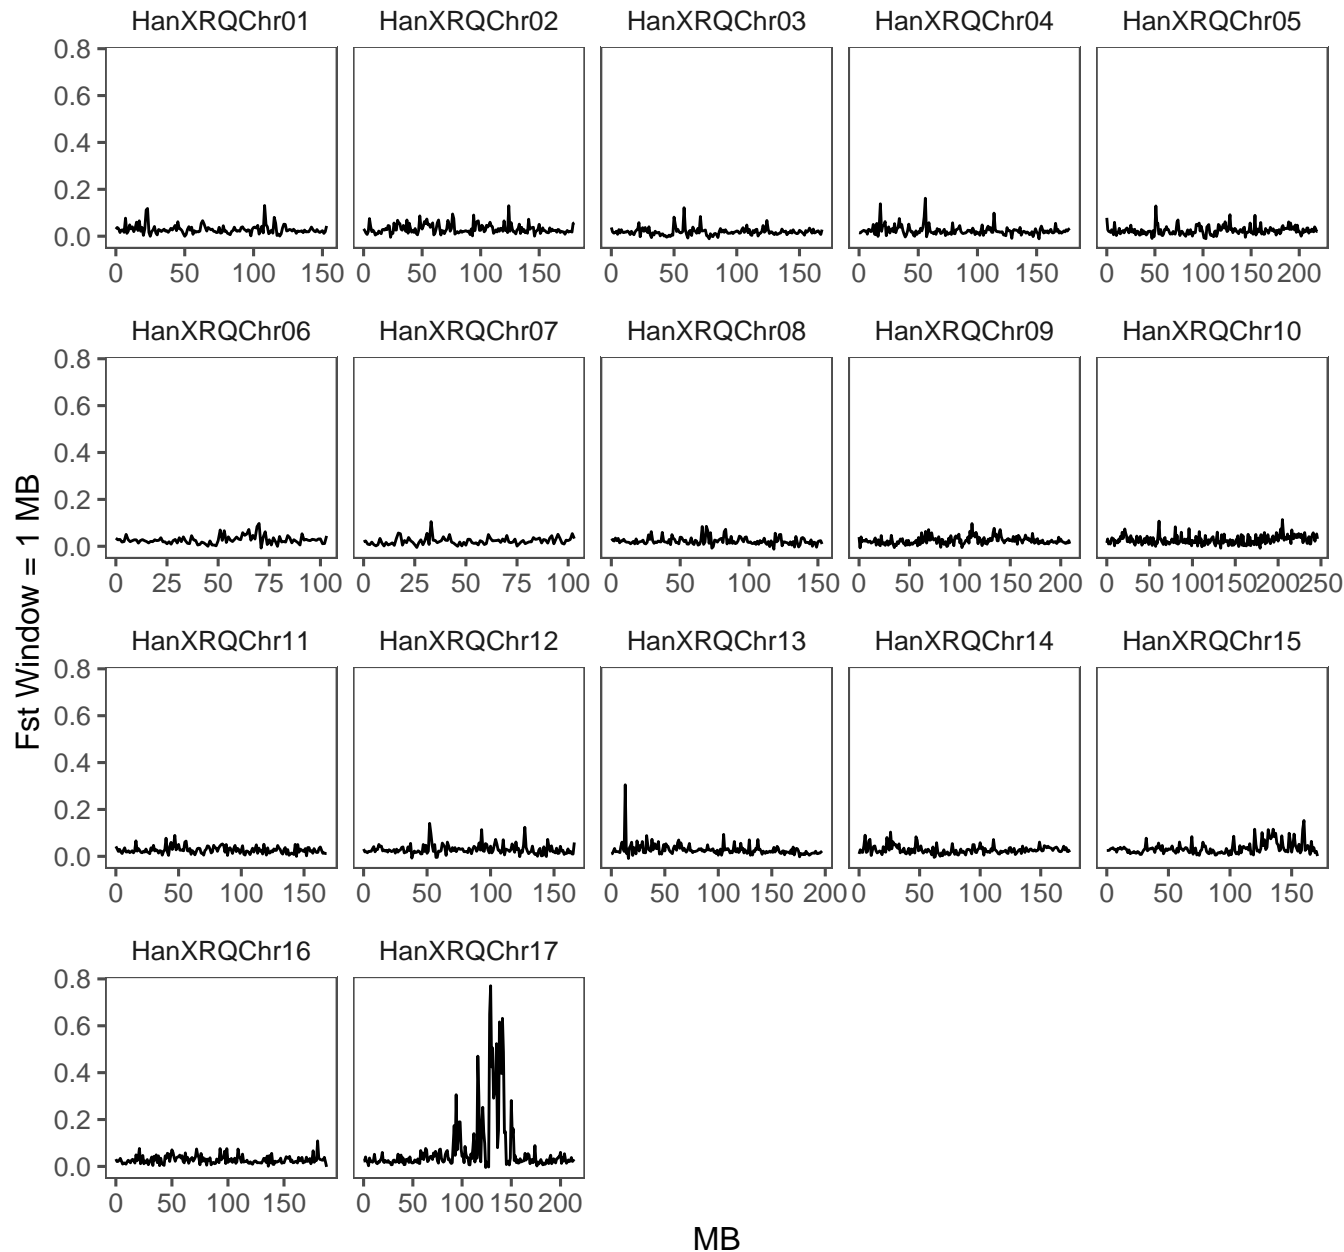 HanXRQChr01 HanXRQChr02 HanXRQChr03 HanXRQChr04 HanXRQChr05
0.8
0.6
0.4
0.2
0.0
0 50 100 150 0 50 100 150 0 50 100 150 0 50 100 150 0 50 100 150 200
HanXRQChr06 HanXRQChr07 HanXRQChr08 HanXRQChr09 HanXRQChr10
0.8
0.6
0.4
0.2
0.0
0 25 50 75 100 0 25 50 75 100 0 50 100 150 0 50 100 150 200 0 50 100 150 200 250
Fst Window = 1 MB
HanXRQChr11 HanXRQChr12 HanXRQChr13 HanXRQChr14 HanXRQChr15
0.8
0.6
0.4
0.2
0.0
0 50 100 150 0 50 100 150 0 50 100 150 200 0 50 100 150 0 50 100 150
HanXRQChr16 HanXRQChr17
0.8
0.6
0.4
0.2
0.0
0 50 100 150 0 50 100 150 200
MB